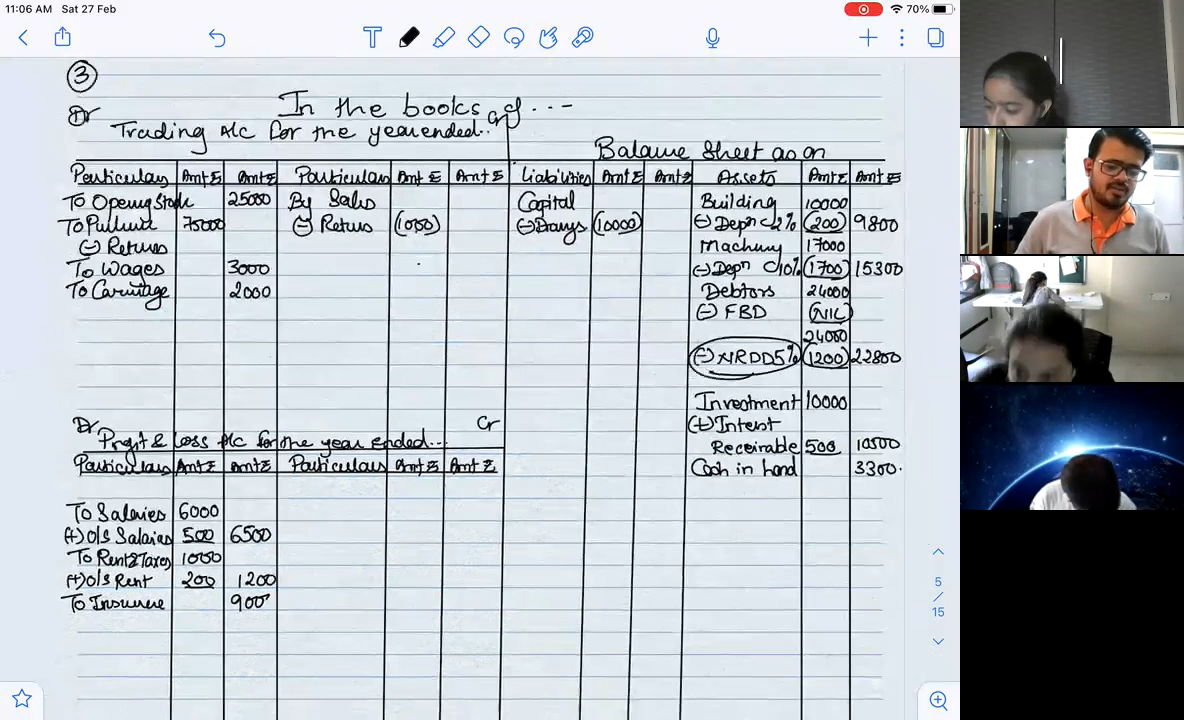 11:06 AM Sat 27 Feb
70%
T
③
In the books of...
Dr
Trading A/c for the year ended.. Cr
Balance Sheet as on
Particulars Amt ₹ Amt ₹ Particulars Amt ₹ Amt ₹ Liabilities Amt ₹ Amt ₹ Assets Amt ₹ Amt ₹
To Opening Stock 25000 By Sales Capital Building 10000
To Purchase 75000 (-) Returns (1000) (-) Drawgs (10000) (-) Depn @2% (200) 9800
(-) Returns Machinery 17000
To Wages 3000 (-) Depn @10% (1700) 15300
To Carriage 2000 Debtors 24000
(-) FBD (NIL)
24000
(-) NRDD5% (1200) 22800
Investment 10000
(+) Interest
Receivable 500 10500
Cash in hand 3300
Dr Cr
Profit & Loss A/c for the year ended...
Particulars Amt ₹ Amt ₹ Particulars Amt ₹ Amt ₹
To Salaries 6000
(+) O/S Salaries 500 6500
To Rent & Taxes 1000
(+) O/S Rent 200 1200
To Insurance 900
5
/
15